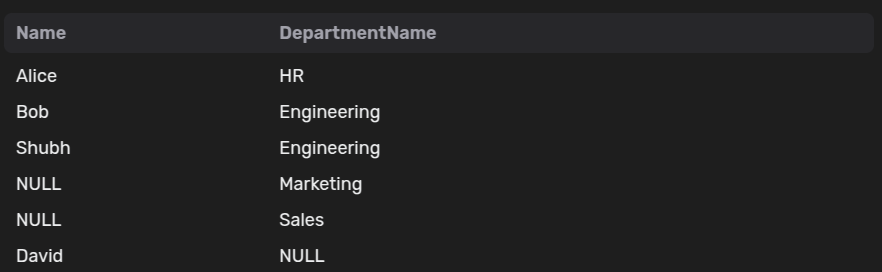 Name DepartmentName
Alice HR
Bob Engineering
Shubh Engineering
NULL Marketing
NULL Sales
David NULL